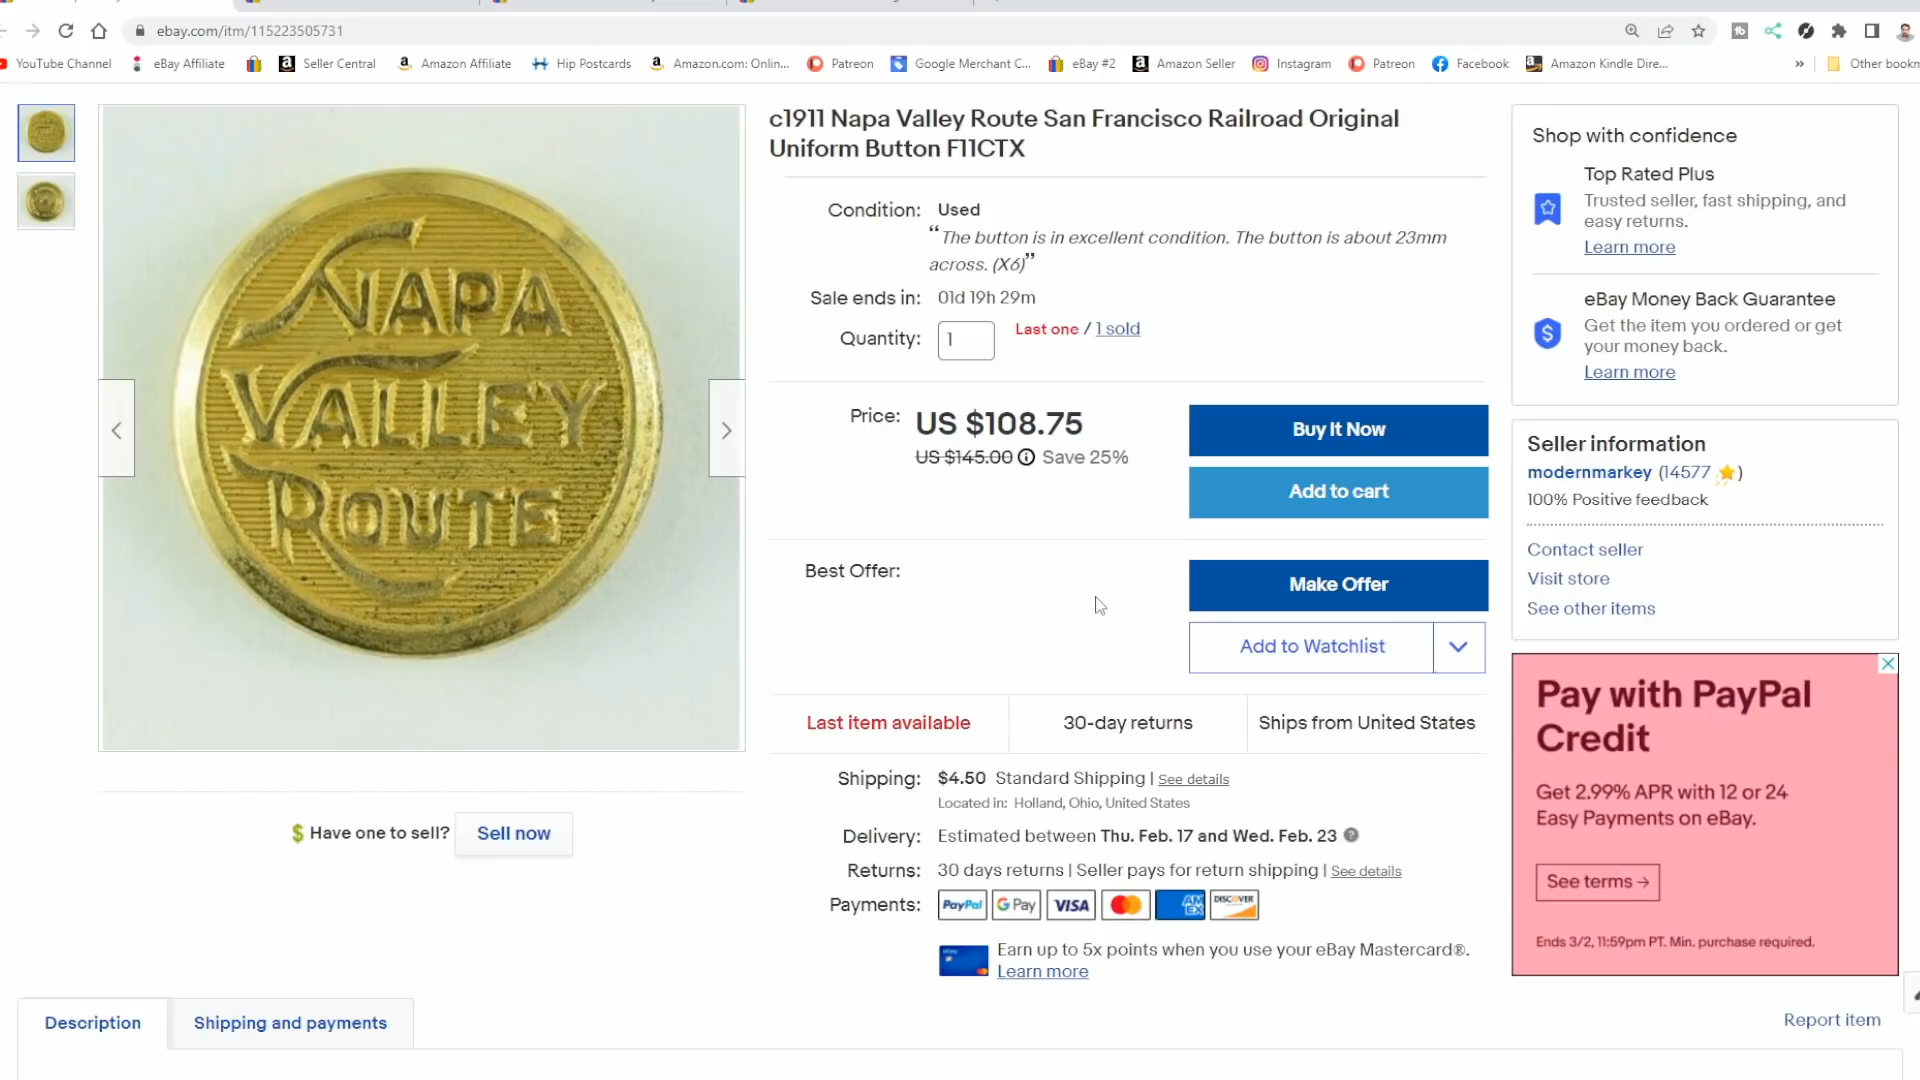 ebay.com/itm/115223505731
YouTube Channel
eBay Affiliate
Seller Central
Amazon Affiliate
Hip Postcards
Amazon.com: Onlin...
Patreon
Google Merchant C...
eBay #2
Amazon Seller
Instagram
Patreon
Facebook
Amazon Kindle Dire...
»
Other bookm
NAPA
VALLEY
ROUTE
$ Have one to sell? Sell now
c1911 Napa Valley Route San Francisco Railroad Original
Uniform Button F11CTX
Condition: Used
“The button is in excellent condition. The button is about 23mm
across. (X6)”
Sale ends in: 01d 19h 29m
Quantity: 1 Last one / 1 sold
Price: US $108.75
US $145.00 Save 25%
Buy It Now
Add to cart
Best Offer:
Make Offer
Add to Watchlist
Last item available
30-day returns
Ships from United States
Shipping: $4.50 Standard Shipping | See details
Located in: Holland, Ohio, United States
Delivery: Estimated between Thu. Feb. 17 and Wed. Feb. 23
Returns: 30 days returns | Seller pays for return shipping | See details
Payments: PayPal G Pay VISA AM EX DISCOVER
Earn up to 5x points when you use your eBay Mastercard®.
Learn more
Shop with confidence
Top Rated Plus
Trusted seller, fast shipping, and
easy returns.
Learn more
eBay Money Back Guarantee
Get the item you ordered or get
your money back.
Learn more
Seller information
modernmarkey (14577)
100% Positive feedback
Contact seller
Visit store
See other items
Pay with PayPal
Credit
Get 2.99% APR with 12 or 24
Easy Payments on eBay.
See terms →
Ends 3/2, 11:59pm PT. Min. purchase required.
Description
Shipping and payments
Report item